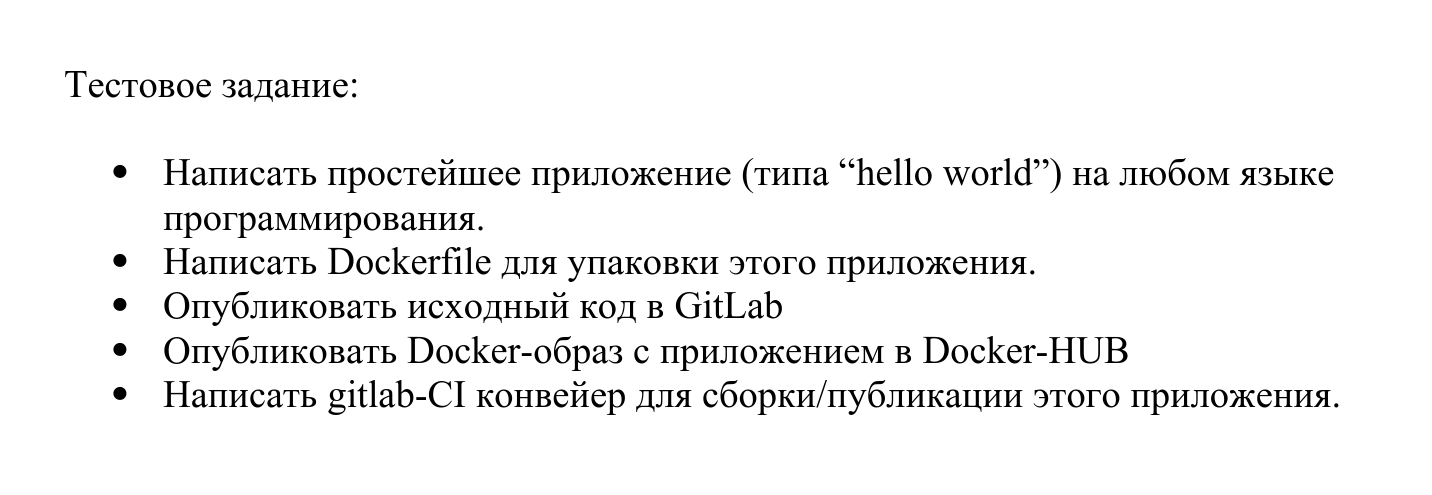 Тестовое задание:
• Написать простейшее приложение (типа “hello world”) на любом языке
программирования.
• Написать Dockerfile для упаковки этого приложения.
• Опубликовать исходный код в GitLab
• Опубликовать Docker-образ с приложением в Docker-HUB
• Написать gitlab-CI конвейер для сборки/публикации этого приложения.